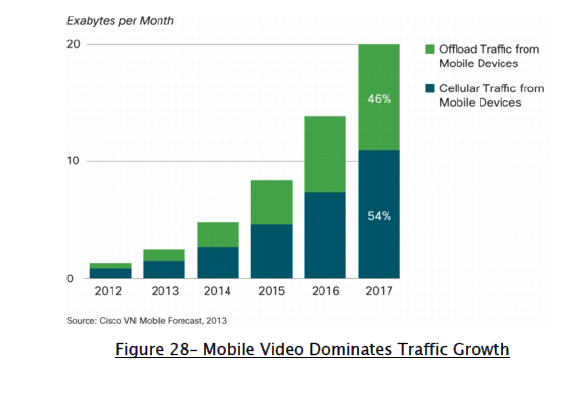 Exabytes per Month
20
10
0
Offload Traffic from
Mobile Devices
Cellular Traffic from
Mobile Devices
46%
54%
2012 2013 2014 2015 2016 2017
Source: Cisco VNI Mobile Forecast, 2013
Figure 28– Mobile Video Dominates Traffic Growth